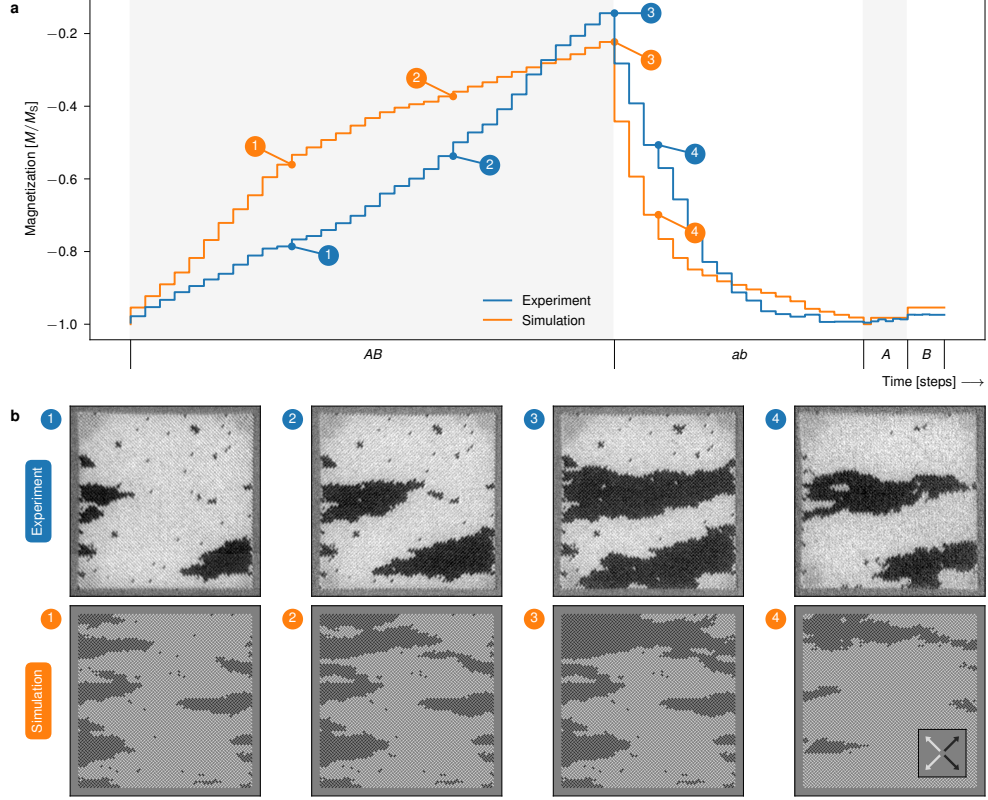 a
Magnetization [M/MS]
−0.2
−0.4
−0.6
−0.8
−1.0
1
2
3
3
2
1
4
4
Experiment
Simulation
AB
ab
A
B
Time [steps] ⟶
b
1
2
3
4
Experiment
1
2
3
4
Simulation